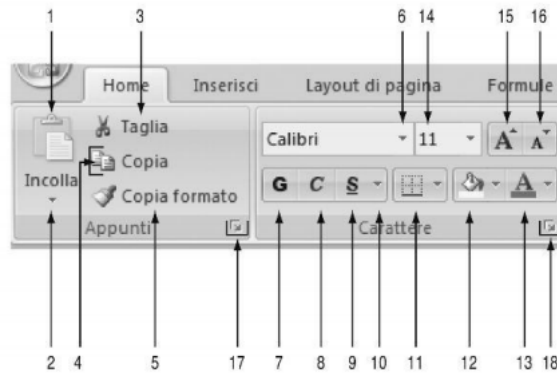 1 3 6 14 15 16
Home Inserisci Layout di pagina Formule
Taglia
Calibri 11 A A
Copia
Incolla
G C S A
Copia formato
Appunti Carattere
2 4 5 17 7 8 9 10 11 12 13 18